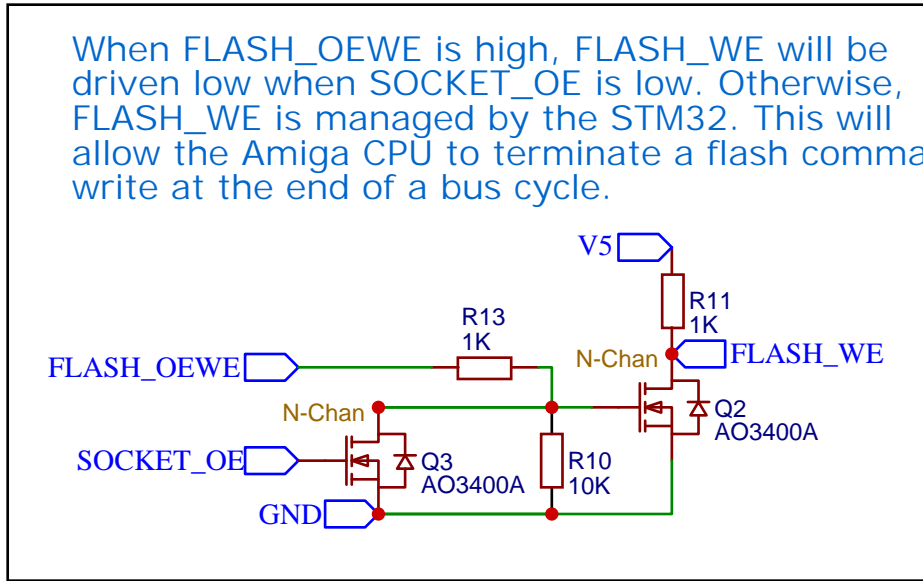 When FLASH_OEWE is high, FLASH_WE will be
driven low when SOCKET_OE is low. Otherwise,
FLASH_WE is managed by the STM32. This will
allow the Amiga CPU to terminate a flash comma
write at the end of a bus cycle.
V5
R11
1K
R13
1K
FLASH_OEWE
N-Chan
FLASH_WE
N-Chan
Q2
AO3400A
SOCKET_OE
Q3
AO3400A
R10
10K
GND